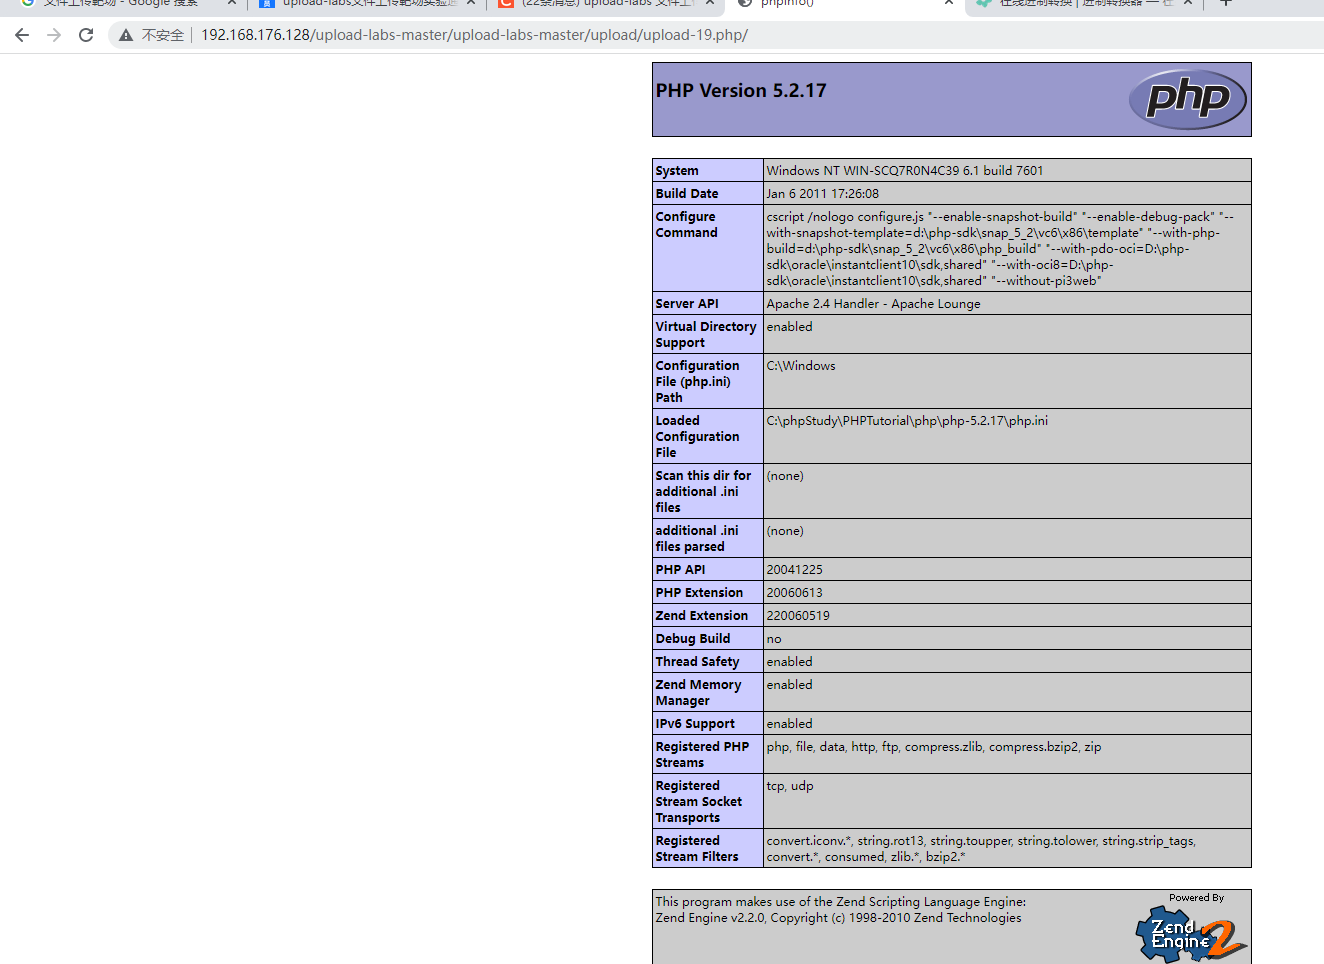 文件上传靶场 - Google 搜索
upload-labs文件上传靶场实验通
(22条消息) upload-labs 文件上
phpinfo()
在线进制转换 | 进制转换器 — 在
不安全 192.168.176.128/upload-labs-master/upload-labs-master/upload/upload-19.php/
PHP Version 5.2.17
php
System Windows NT WIN-SCQ7R0N4C39 6.1 build 7601
Build Date Jan 6 2011 17:26:08
Configure cscript /nologo configure.js "--enable-snapshot-build" "--enable-debug-pack" "--
Command with-snapshot-template=d:\php-sdk\snap_5_2\vc6\x86\template" "--with-php-
build=d:\php-sdk\snap_5_2\vc6\x86\php_build" "--with-pdo-oci=D:\php-
sdk\oracle\instantclient10\sdk,shared" "--with-oci8=D:\php-
sdk\oracle\instantclient10\sdk,shared" "--without-pi3web"
Server API Apache 2.4 Handler - Apache Lounge
Virtual Directory enabled
Support
Configuration C:\Windows
File (php.ini)
Path
Loaded C:\phpStudy\PHPTutorial\php\php-5.2.17\php.ini
Configuration
File
Scan this dir for (none)
additional .ini
files
additional .ini (none)
files parsed
PHP API 20041225
PHP Extension 20060613
Zend Extension 220060519
Debug Build no
Thread Safety enabled
Zend Memory enabled
Manager
IPv6 Support enabled
Registered PHP php, file, data, http, ftp, compress.zlib, compress.bzip2, zip
Streams
Registered tcp, udp
Stream Socket
Transports
Registered convert.iconv.*, string.rot13, string.toupper, string.tolower, string.strip_tags,
Stream Filters convert.*, consumed, zlib.*, bzip2.*
This program makes use of the Zend Scripting Language Engine:
Zend Engine v2.2.0, Copyright (c) 1998-2010 Zend Technologies
Powered By
Zend
Engine 2